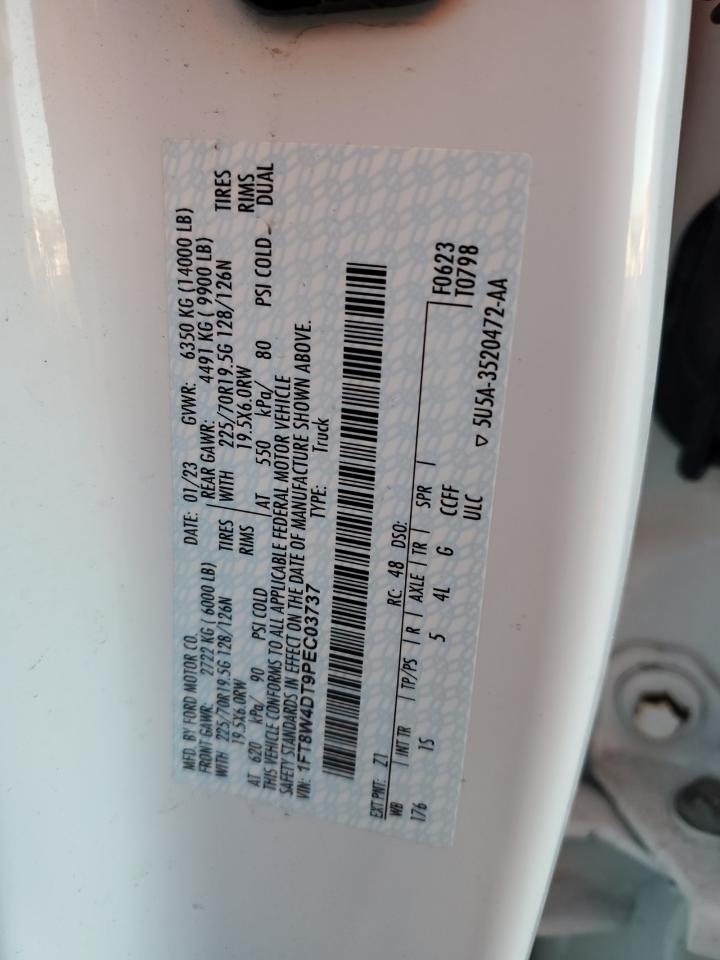 MFD. BY FORD MOTOR CO. DATE: 01/23 GVWR: 6350 KG (14000 LB)
FRONT GAWR: 2722 KG ( 6000 LB) REAR GAWR: 4491 KG ( 9900 LB)
WITH 225/70R19.5G 128/126N TIRES WITH 225/70R19.5G 128/126N TIRES
19.5X6.0RW RIMS 19.5X6.0RW RIMS
AT 620 kPa/ 90 PSI COLD AT 550 kPa/ 80 PSI COLD DUAL
THIS VEHICLE CONFORMS TO ALL APPLICABLE FEDERAL MOTOR VEHICLE
SAFETY STANDARDS IN EFFECT ON THE DATE OF MANUFACTURE SHOWN ABOVE.
VIN: 1FT8W4DT9PEC03737 TYPE: Truck
EXT PNT: Z1 RC: 48 DSO:
WB INT TR TP/PS R AXLE TR SPR F0623
176 1S 5 4L G CCFF T0798
ULC ▽ 5U5A-3520472-AA